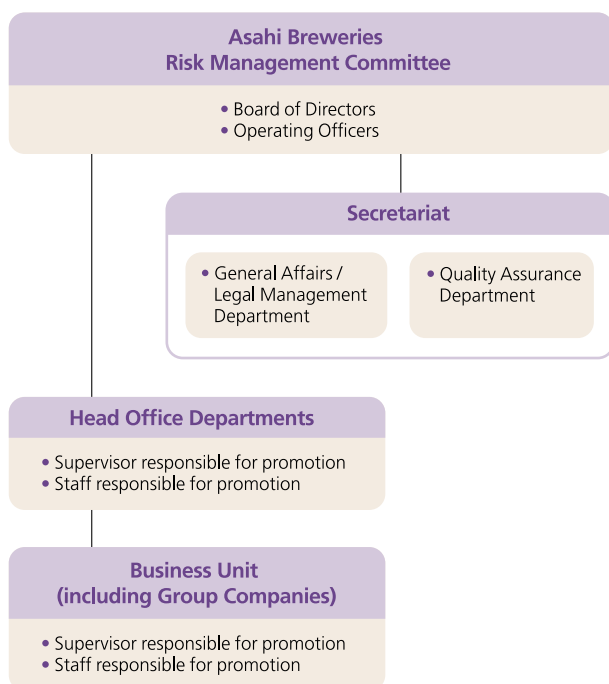 Asahi Breweries
Risk Management Committee
• Board of Directors
• Operating Officers
Secretariat
• General Affairs /
Legal Management
Department
• Quality Assurance
Department
Head Office Departments
• Supervisor responsible for promotion
• Staff responsible for promotion
Business Unit
(including Group Companies)
• Supervisor responsible for promotion
• Staff responsible for promotion